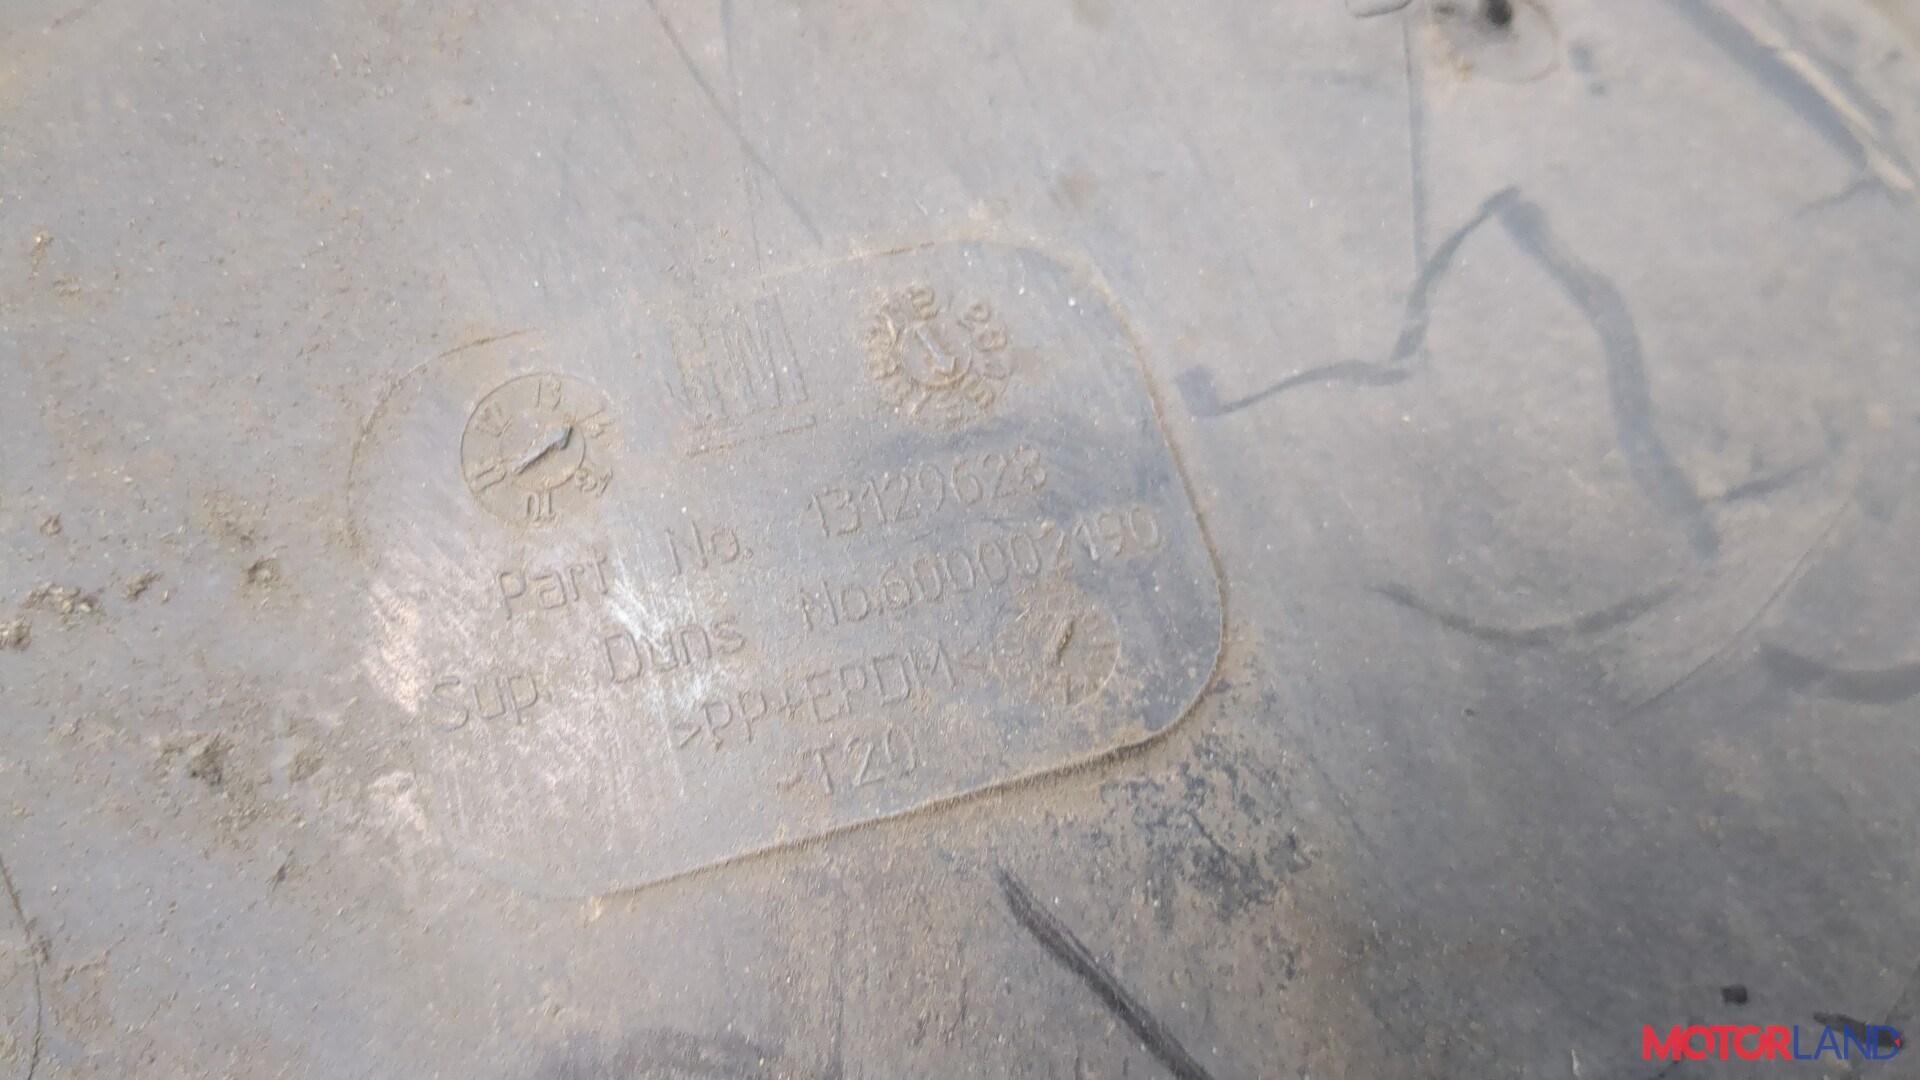 GM
Part No. 13129623
Sup. Duns No.600002190
>PP+EPDM<
-T20
MOTORLAND